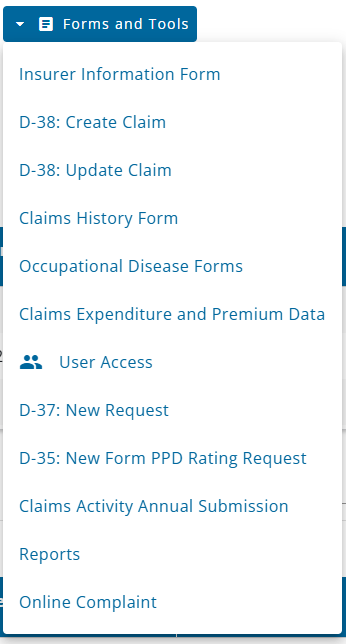 Forms and Tools
Insurer Information Form
D-38: Create Claim
D-38: Update Claim
Claims History Form
Occupational Disease Forms
Claims Expenditure and Premium Data
User Access
D-37: New Request
D-35: New Form PPD Rating Request
Claims Activity Annual Submission
Reports
Online Complaint